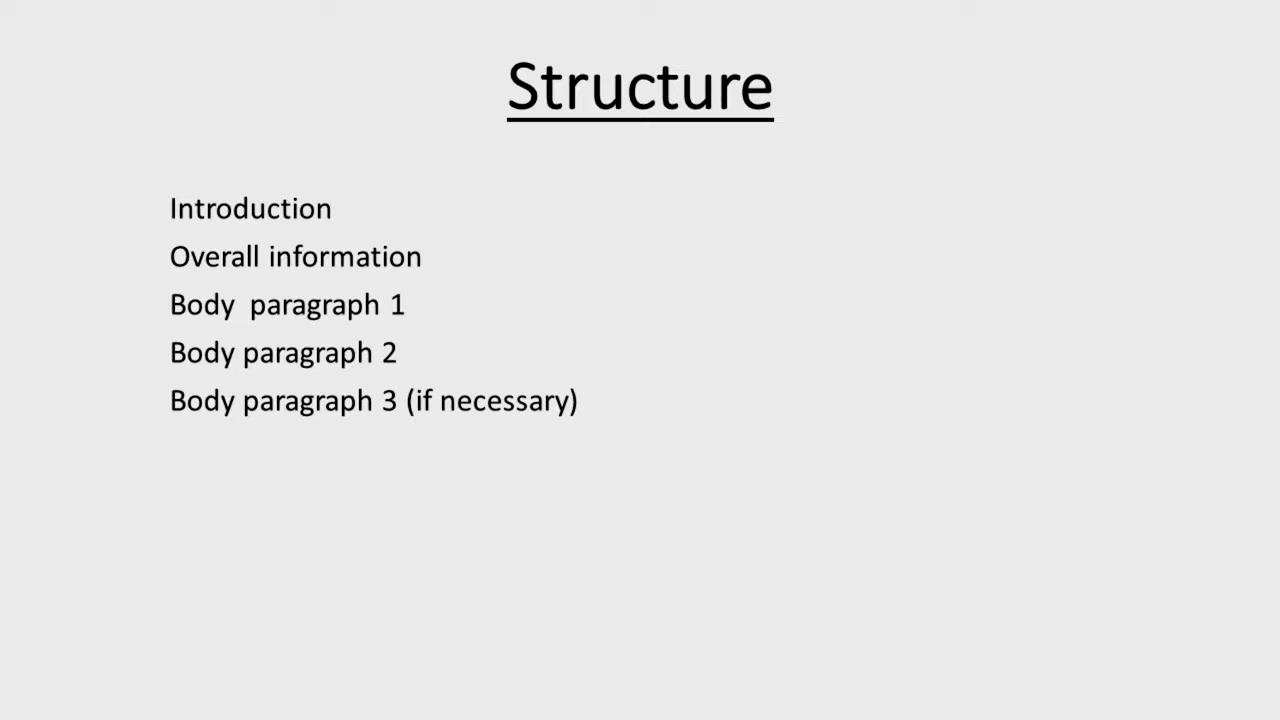 Structure
Introduction
Overall information
Body  paragraph 1
Body paragraph 2
Body paragraph 3 (if necessary)